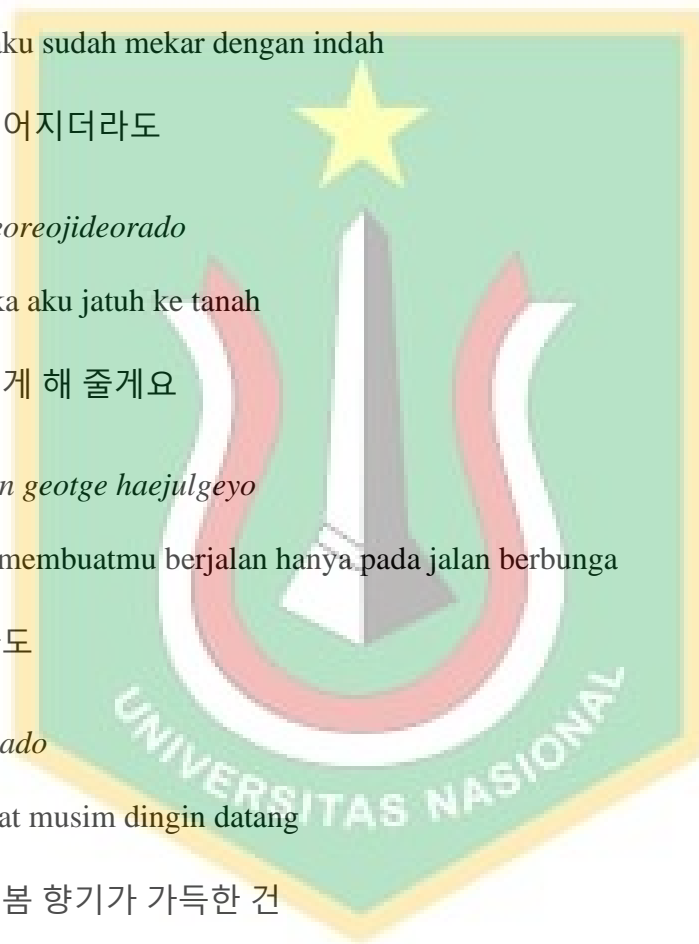 aku sudah mekar dengan indah
어지더라도
eoreojideorado
ka aku jatuh ke tanah
게 해 줄게요
n geotge haejulgeyo
membuatmu berjalan hanya pada jalan berbunga
도
ado
at musim dingin datang
봄 향기가 가득한 건
UNIVERSITAS NASIONAL